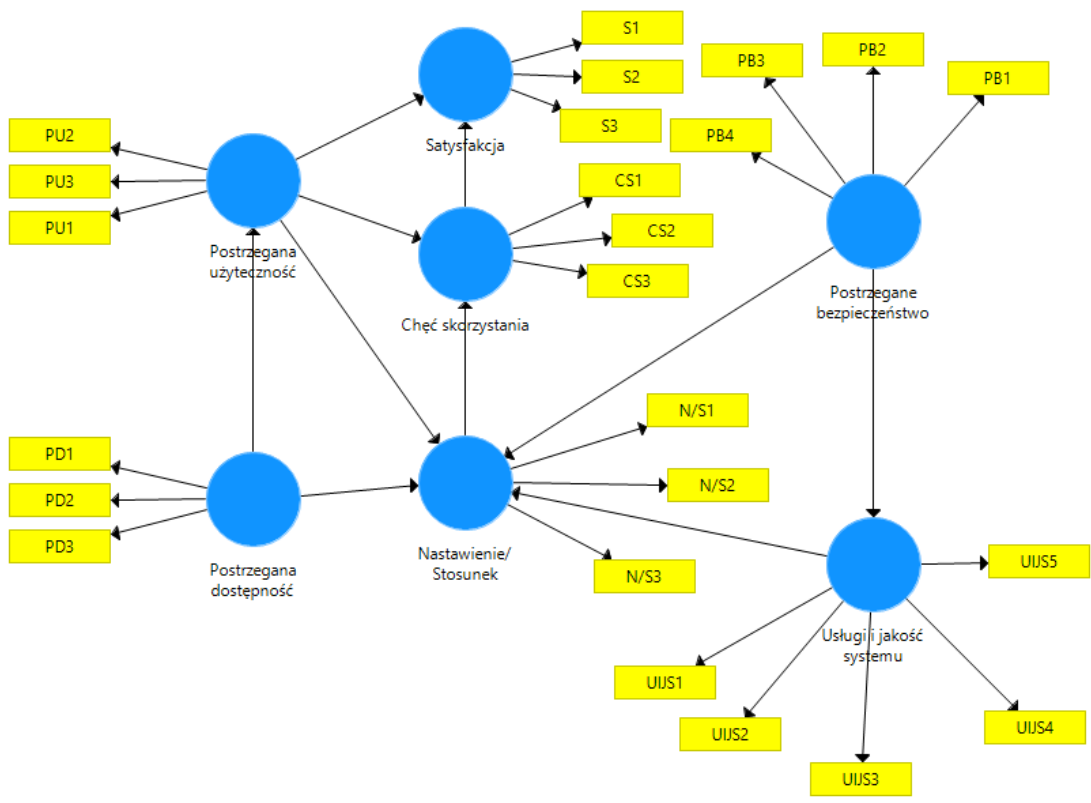 S1
S2
S3
PB3
PB2
PB1
PB4
PU2
PU3
PU1
Satysfakcja
CS1
CS2
CS3
Postrzegana
użyteczność
Chęć skorzystania
Postrzegane
bezpieczeństwo
N/S1
N/S2
N/S3
PD1
PD2
PD3
Nastawienie/
Stosunek
Postrzegana
dostępność
UIJS5
Usługi i jakość
systemu
UIJS1
UIJS2
UIJS3
UIJS4